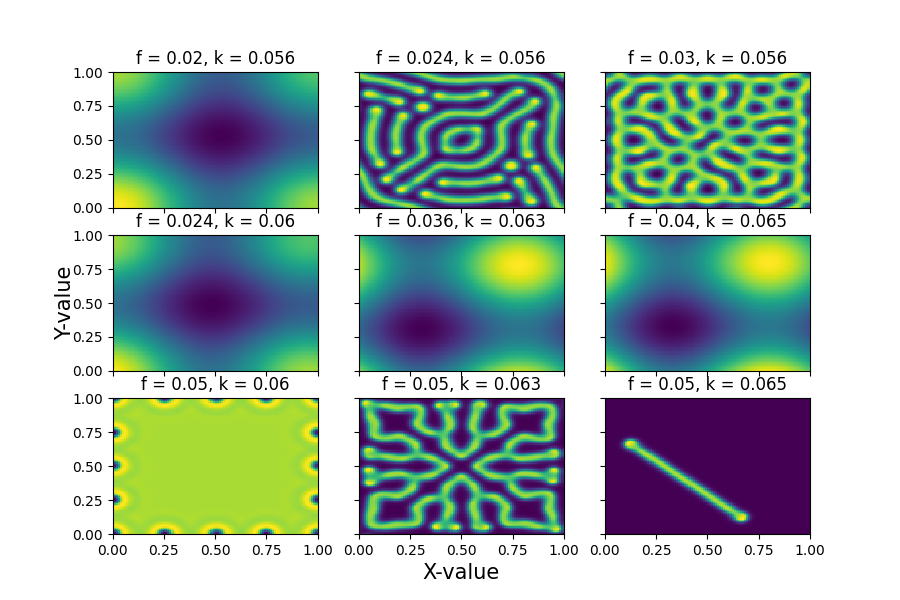 f = 0.02, k = 0.056
f = 0.024, k = 0.056
f = 0.03, k = 0.056
1.00
0.75
0.50
0.25
0.00
f = 0.024, k = 0.06
f = 0.036, k = 0.063
f = 0.04, k = 0.065
1.00
0.75
0.50
0.25
0.00
Y-value
f = 0.05, k = 0.06
f = 0.05, k = 0.063
f = 0.05, k = 0.065
1.00
0.75
0.50
0.25
0.00
0.00 0.25 0.50 0.75 1.00
0.00 0.25 0.50 0.75 1.00
0.00 0.25 0.50 0.75 1.00
X-value